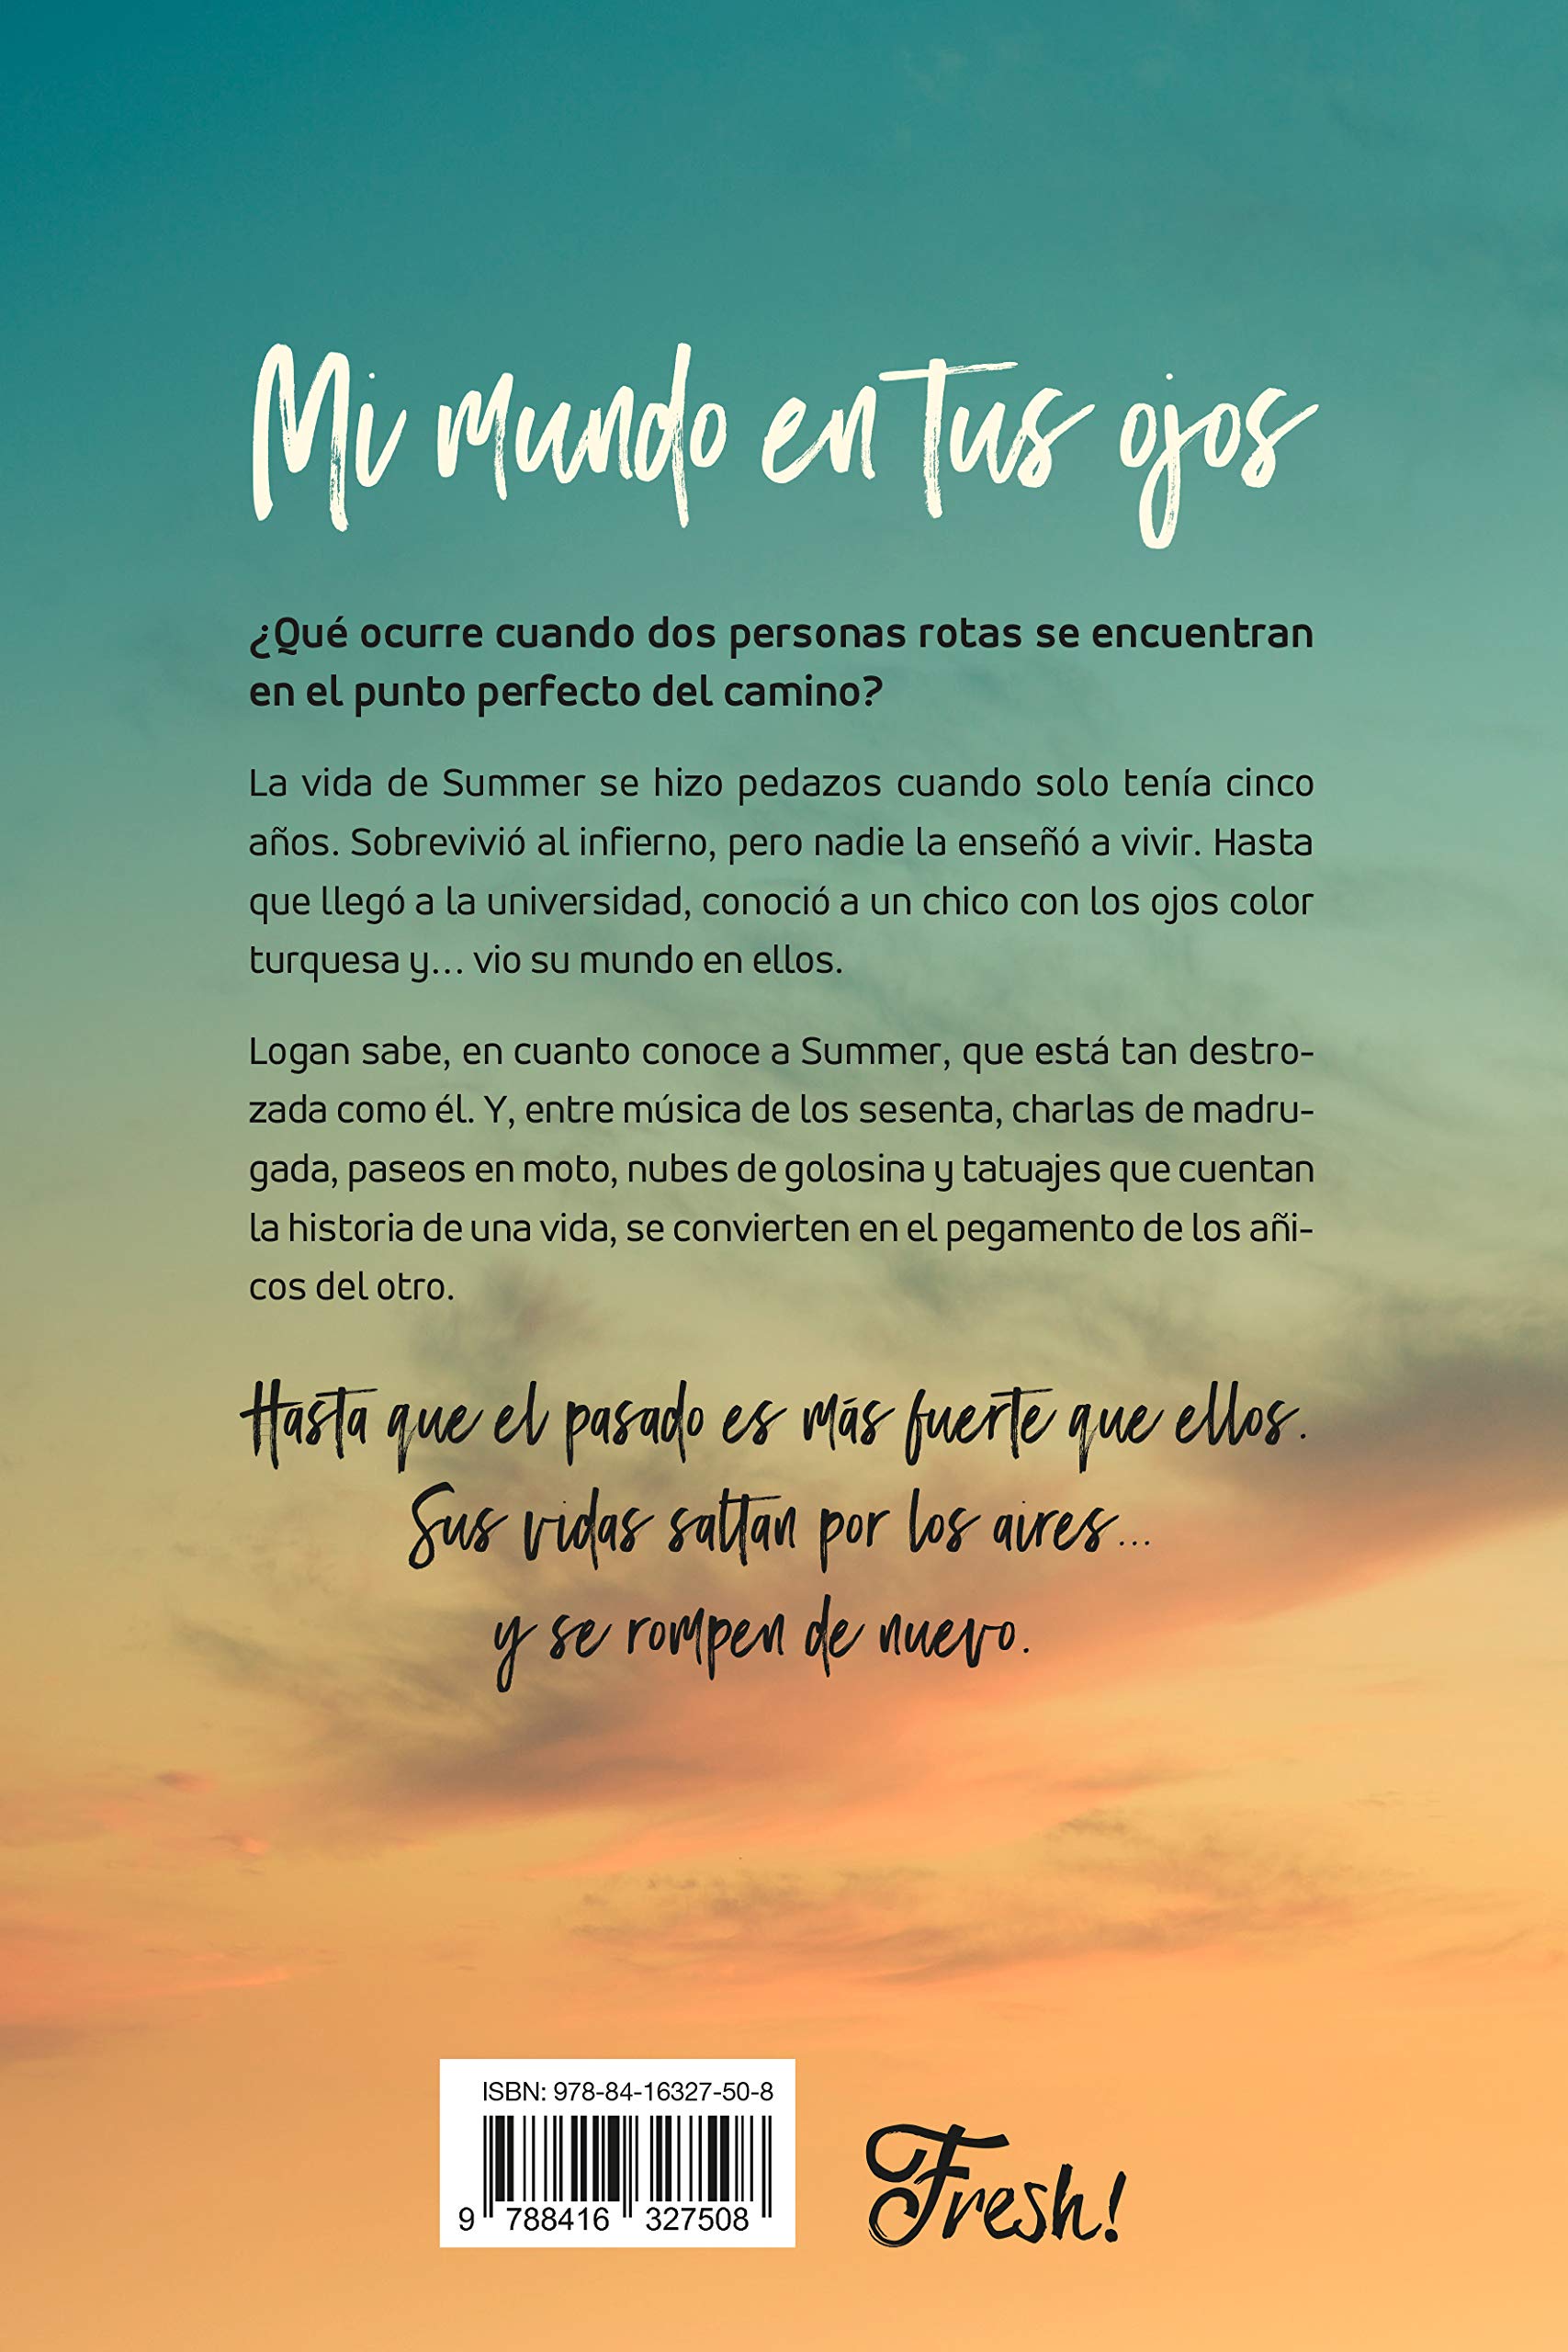 Mi mundo en tus ojos
¿Qué ocurre cuando dos personas rotas se encuentran
en el punto perfecto del camino?
La vida de Summer se hizo pedazos cuando solo tenía cinco
años. Sobrevivió al infierno, pero nadie la enseñó a vivir. Hasta
que llegó a la universidad, conoció a un chico con los ojos color
turquesa y... vio su mundo en ellos.
Logan sabe, en cuanto conoce a Summer, que está tan destro-
zada como él. Y, entre música de los sesenta, charlas de madru-
gada, paseos en moto, nubes de golosina y tatuajes que cuentan
la historia de una vida, se convierten en el pegamento de los añi-
cos del otro.
Hasta que el pasado es más fuerte que ellos.
Sus vidas saltan por los aires...
y se rompen de nuevo.
ISBN: 978-84-16327-50-8
9 788416 327508
Fresh!